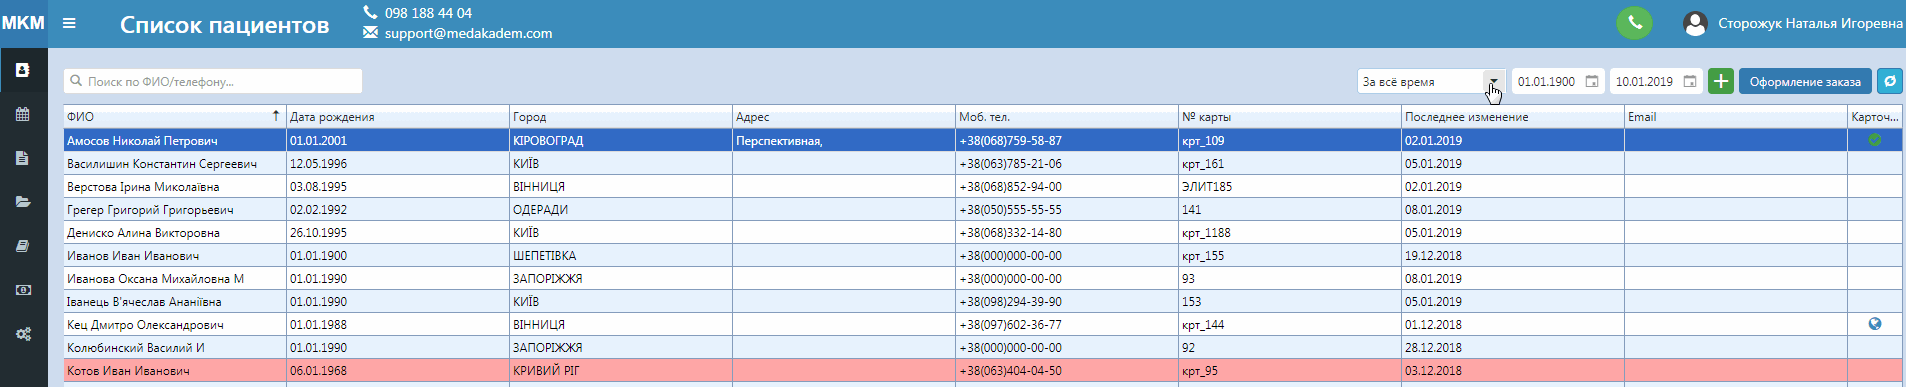 МКМ
Список пациентов
098 188 44 04
support@medakadem.com
Сторожук Наталья Игоревна
Поиск по ФИО/телефону...
За всё время 01.01.1900 10.01.2019 Оформление заказа
ФИО Дата рождения Город Адрес Моб. тел. № карты Последнее изменение Email Карточ...
Амосов Николай Петрович 01.01.2001 КІРОВОГРАД Перспективная, +38(068)759-58-87 крт_109 02.01.2019
Василишин Константин Сергеевич 12.05.1996 КИЇВ +38(063)785-21-06 крт_161 05.01.2019
Верстова Ірина Миколаївна 03.08.1995 ВІННИЦЯ +38(068)852-94-00 ЭЛИТ185 02.01.2019
Грегер Григорий Григорьевич 02.02.1992 ОДЕРАДИ +38(050)555-55-55 141 08.01.2019
Дениско Алина Викторовна 26.10.1995 КИЇВ +38(068)332-14-80 крт_1188 05.01.2019
Иванов Иван Иванович 01.01.1900 ШЕПЕТІВКА +38(000)000-00-00 крт_155 19.12.2018
Иванова Оксана Михайловна М 01.01.1990 ЗАПОРІЖЖЯ +38(000)000-00-00 93 08.01.2019
Іванець В'ячеслав Ананіївна 01.01.1990 КИЇВ +38(098)294-39-90 153 05.01.2019
Кец Дмитро Олександрович 01.01.1988 ВІННИЦЯ +38(097)602-36-77 крт_144 01.12.2018
Колюбинский Василий И 01.01.1990 ЗАПОРІЖЖЯ +38(000)000-00-00 92 28.12.2018
Котов Иван Иванович 06.01.1968 КРИВИЙ РІГ +38(063)404-04-50 крт_95 03.12.2018